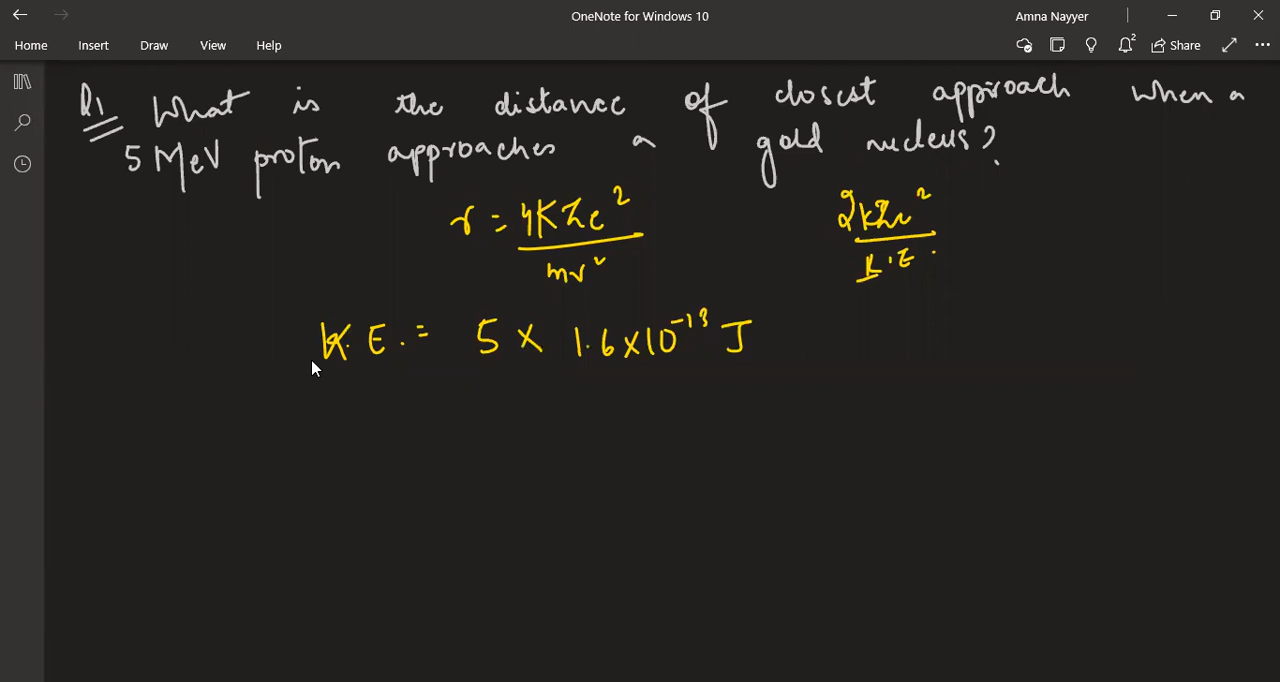 OneNote for Windows 10
Amna Nayyer
Home Insert Draw View Help
2 Share
Q1 What is the distance of closest approach when a
5 MeV proton approaches a gold nucleus?
r = 4KZe² / mv²
2kZe² / K.E.
K.E. = 5 × 1.6×10⁻¹³ J